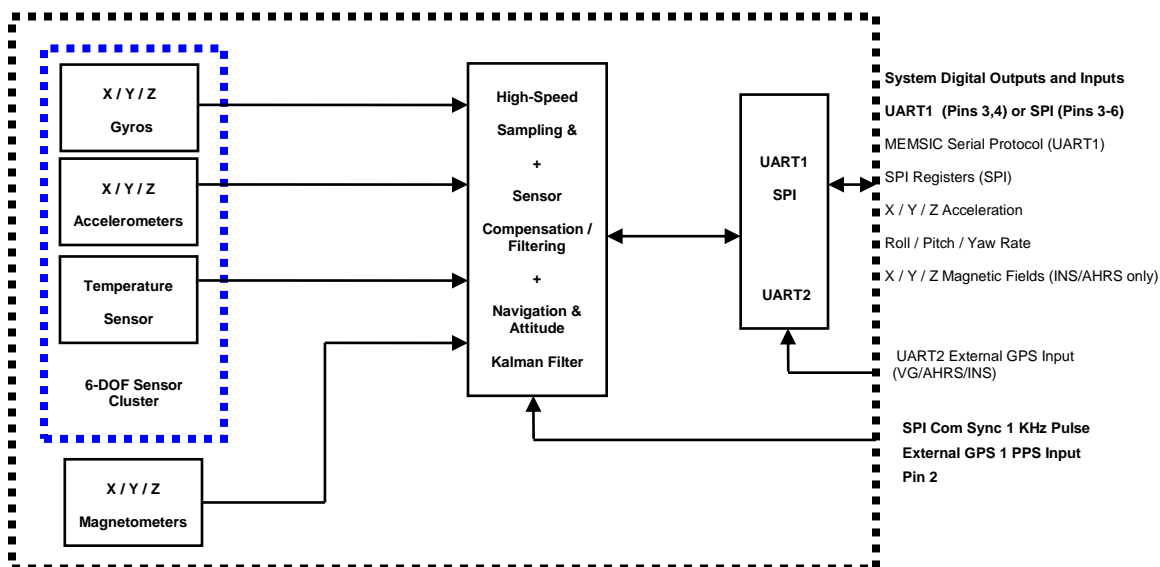 X / Y / Z
Gyros
X / Y / Z
Accelerometers
Temperature
Sensor
6-DOF Sensor
Cluster
X / Y / Z
Magnetometers
High-Speed
Sampling &
+
Sensor
Compensation /
Filtering
+
Navigation &
Attitude
Kalman Filter
UART1
SPI
UART2
System Digital Outputs and Inputs
UART1 (Pins 3,4) or SPI (Pins 3-6)
MEMSIC Serial Protocol (UART1)
SPI Registers (SPI)
X / Y / Z Acceleration
Roll / Pitch / Yaw Rate
X / Y / Z Magnetic Fields (INS/AHRS only)
UART2 External GPS Input
(VG/AHRS/INS)
SPI Com Sync 1 KHz Pulse
External GPS 1 PPS Input
Pin 2